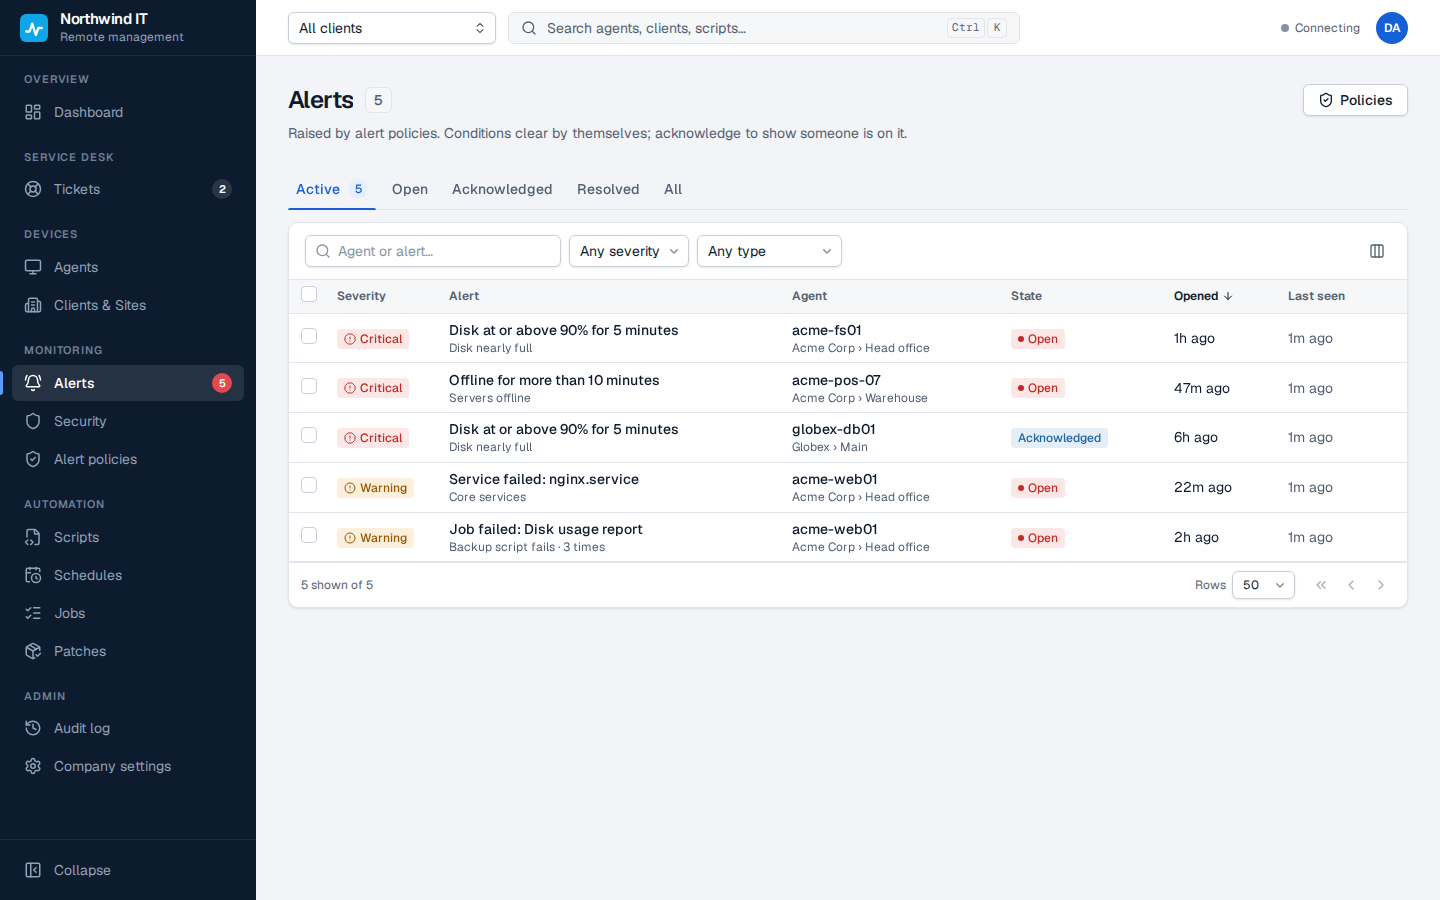 Northwind IT
Remote management
All clients
Search agents, clients, scripts...
Ctrl K
Connecting
DA
OVERVIEW
Dashboard
SERVICE DESK
Tickets 2
DEVICES
Agents
Clients & Sites
MONITORING
Alerts 5
Security
Alert policies
AUTOMATION
Scripts
Schedules
Jobs
Patches
ADMIN
Audit log
Company settings
Collapse
Alerts 5
Policies
Raised by alert policies. Conditions clear by themselves; acknowledge to show someone is on it.
Active 5 Open Acknowledged Resolved All
Agent or alert... Any severity Any type
Severity Alert Agent State Opened Last seen
Critical Disk at or above 90% for 5 minutes acme-fs01 Open 1h ago 1m ago
Disk nearly full Acme Corp › Head office
Critical Offline for more than 10 minutes acme-pos-07 Open 47m ago 1m ago
Servers offline Acme Corp › Warehouse
Critical Disk at or above 90% for 5 minutes globex-db01 Acknowledged 6h ago 1m ago
Disk nearly full Globex › Main
Warning Service failed: nginx.service acme-web01 Open 22m ago 1m ago
Core services Acme Corp › Head office
Warning Job failed: Disk usage report acme-web01 Open 2h ago 1m ago
Backup script fails · 3 times Acme Corp › Head office
5 shown of 5 Rows 50